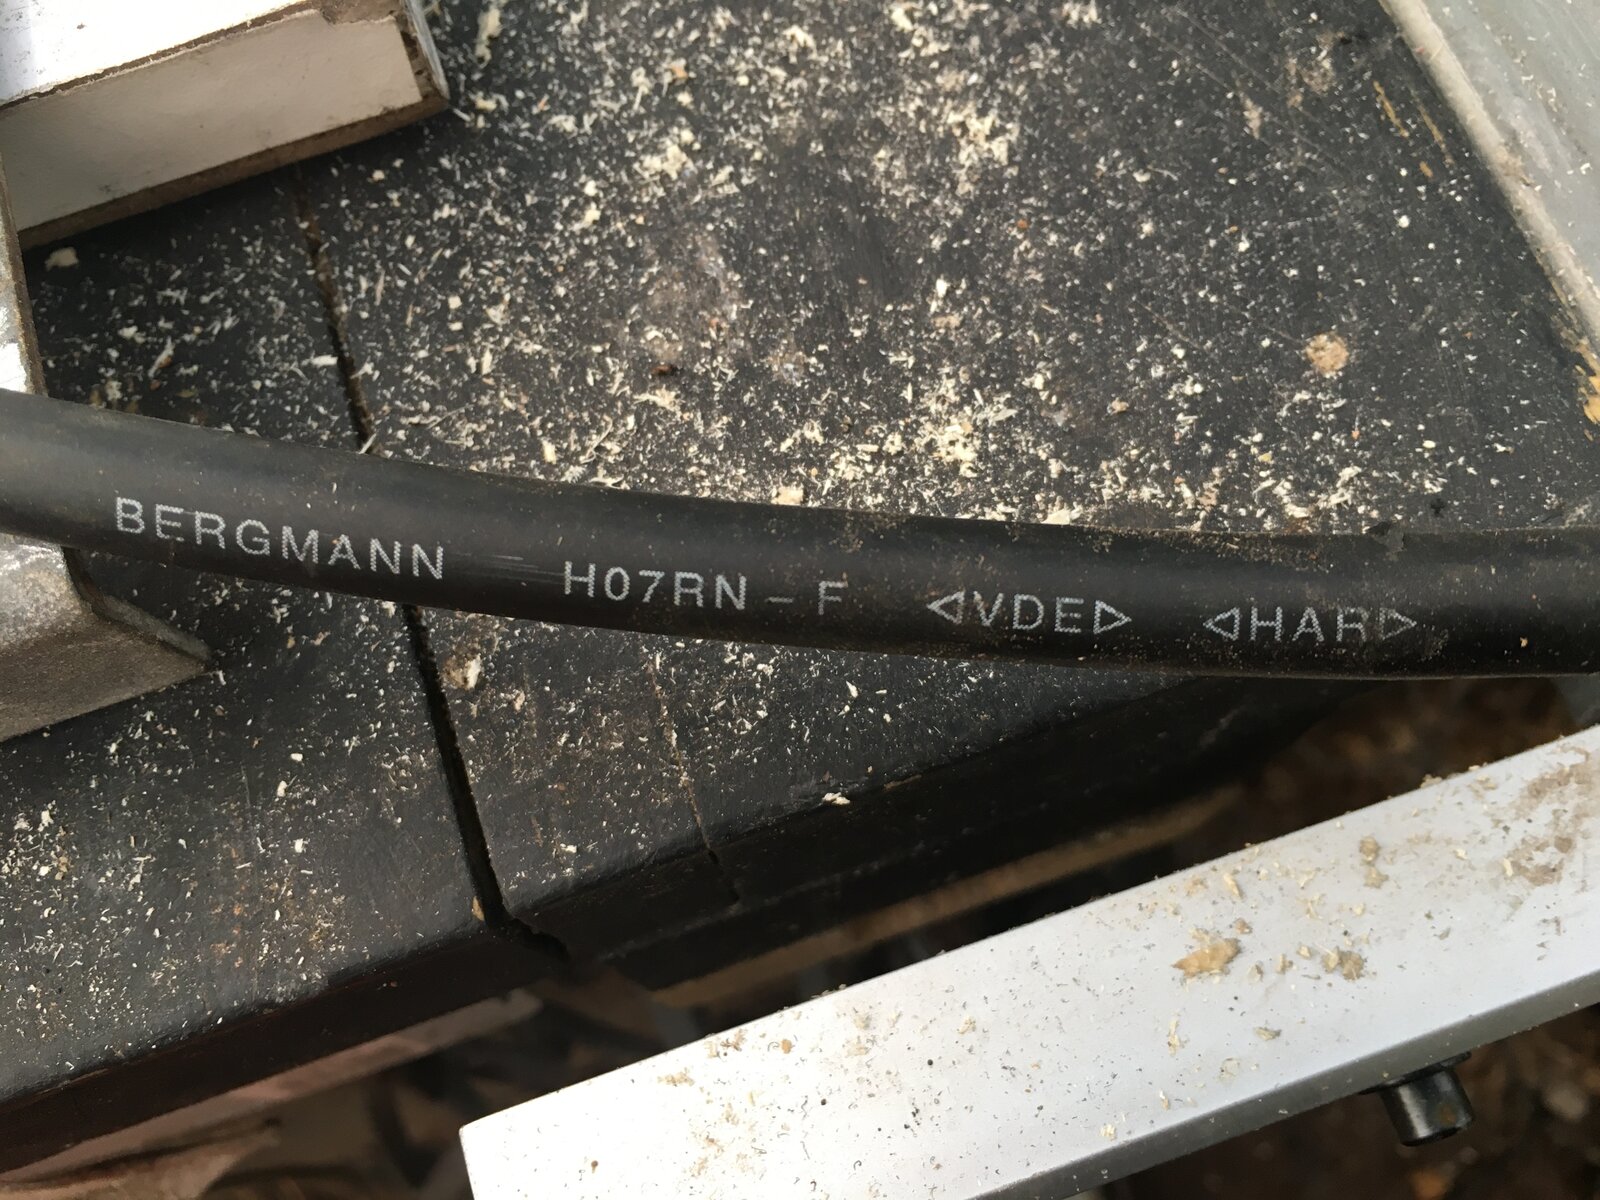 BERGMANN H07RN-F ◁VDE▷ ◁HAR▷